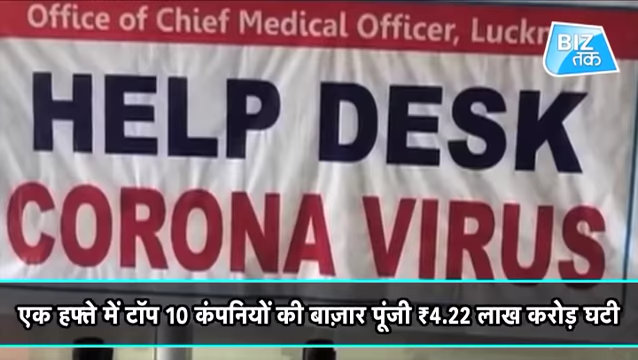 Office of Chief Medical Officer, Luckn
BIZ
तक
HELP DESK
CORONA VIRUS
एक हफ्ते में टॉप 10 कंपनियों की बाज़ार पूंजी ₹4.22 लाख करोड़ घटी